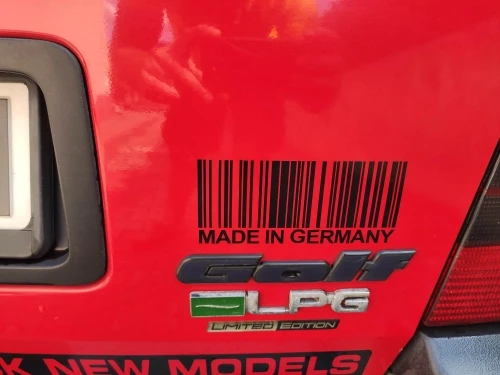 MADE IN GERMANY
Golf
LPG
LIMITED EDITION
K NEW MODELS